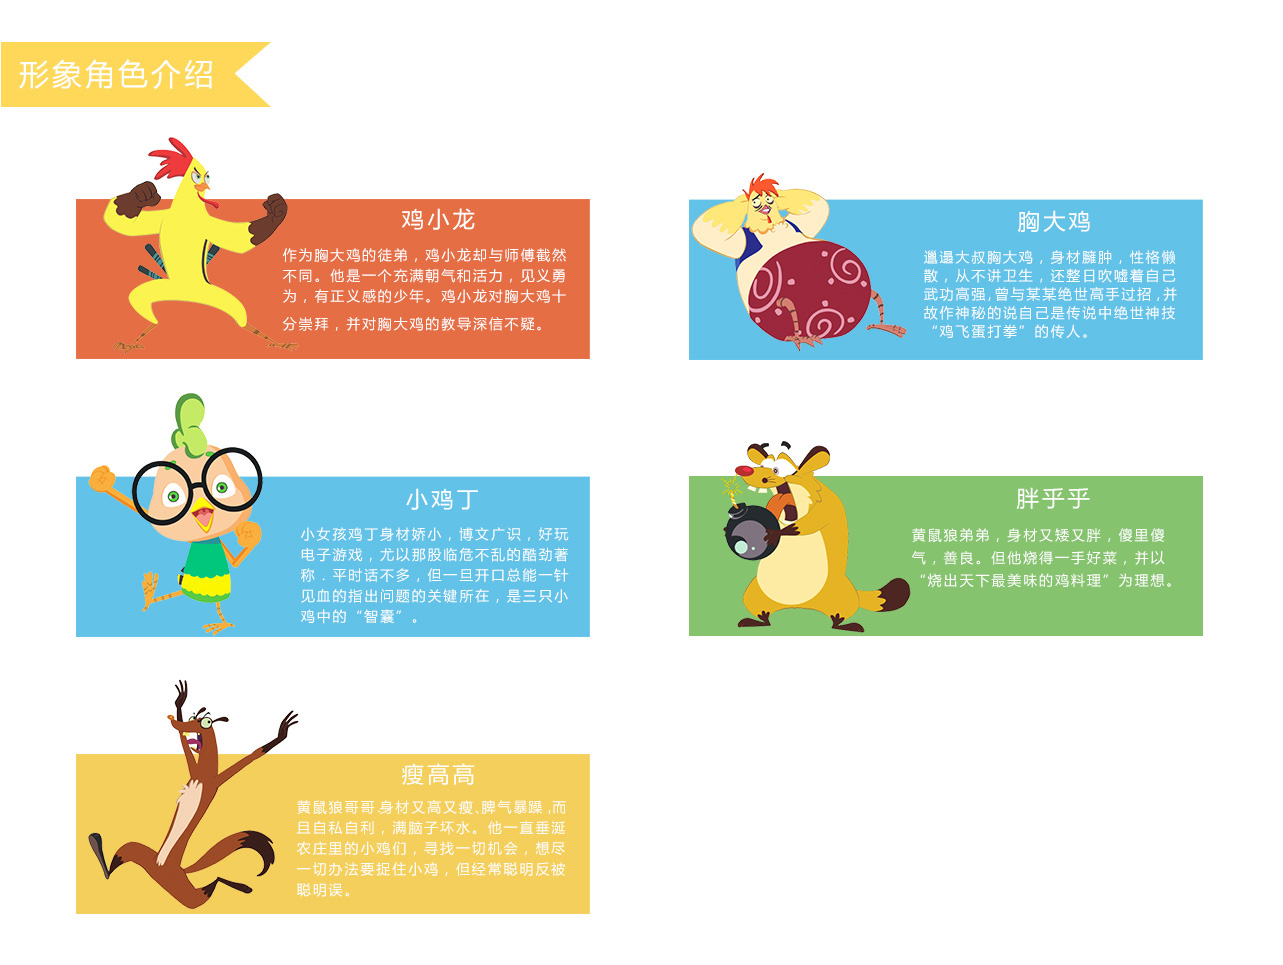 形象角色介绍
鸡小龙
作为胸大鸡的徒弟，鸡小龙却与师傅截然
不同。他是一个充满朝气和活力，见义勇
为，有正义感的少年。鸡小龙对胸大鸡十
分崇拜，并对胸大鸡的教导深信不疑。
胸大鸡
邋遢大叔胸大鸡，身材臃肿，性格懒
散，从不讲卫生，还整日吹嘘着自己
武功高强，曾与某某绝世高手过招，并
故作神秘的说自己是传说中绝世神技
“鸡飞蛋打拳”的传人。
小鸡丁
小女孩鸡丁身材娇小，博文广识，好玩
电子游戏，尤以那股临危不乱的酷劲著
称．平时话不多，但一旦开口总能一针
见血的指出问题的关键所在，是三只小
鸡中的“智囊”。
胖乎乎
黄鼠狼弟弟，身材又矮又胖，傻里傻
气，善良。但他烧得一手好菜，并以
“烧出天下最美味的鸡料理”为理想。
瘦高高
黄鼠狼哥哥 身材又高又瘦、脾气暴躁，而
且自私自利，满脑子坏水。他一直垂涎
农庄里的小鸡们，寻找一切机会，想尽
一切办法要捉住小鸡，但经常聪明反被
聪明误。